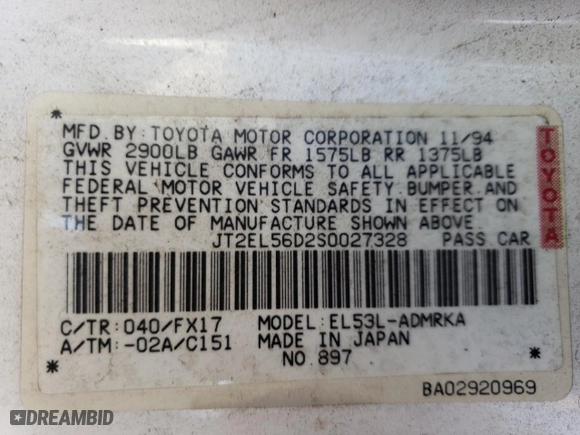 MFD. BY: TOYOTA MOTOR CORPORATION 11/94
GVWR 2900LB GAWR FR 1575LB RR 1375LB
THIS VEHICLE CONFORMS TO ALL APPLICABLE
FEDERAL MOTOR VEHICLE SAFETY.BUMPER.AND
THEFT PREVENTION STANDARDS IN EFFECT ON
THE DATE OF MANUFACTURE SHOWN ABOVE.
JT2EL56D2S0027328 PASS.CAR
TOYOTA
C/TR: 040/FX17 MODEL: EL53L-ADMRKA
A/TM: -02A/C151 MADE IN JAPAN
NO.897
BA02920969
DREAMBID